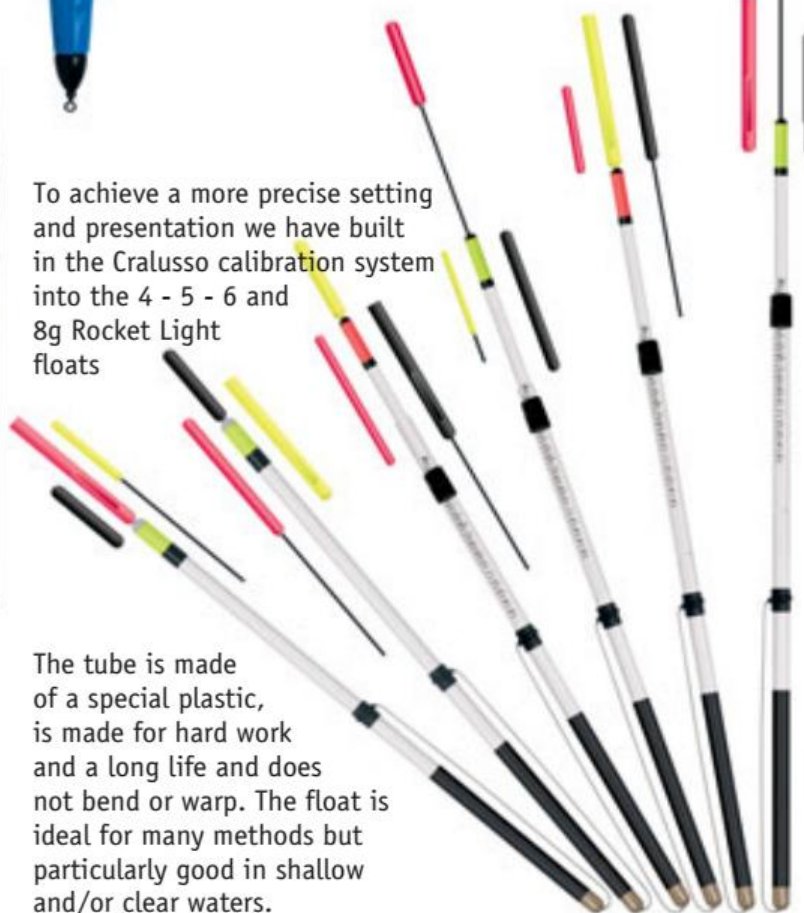 To achieve a more precise setting
and presentation we have built
in the Cralusso calibration system
into the 4 - 5 - 6 and
8g Rocket Light
floats
The tube is made
of a special plastic,
is made for hard work
and a long life and does
not bend or warp. The float is
ideal for many methods but
particularly good in shallow
and/or clear waters.